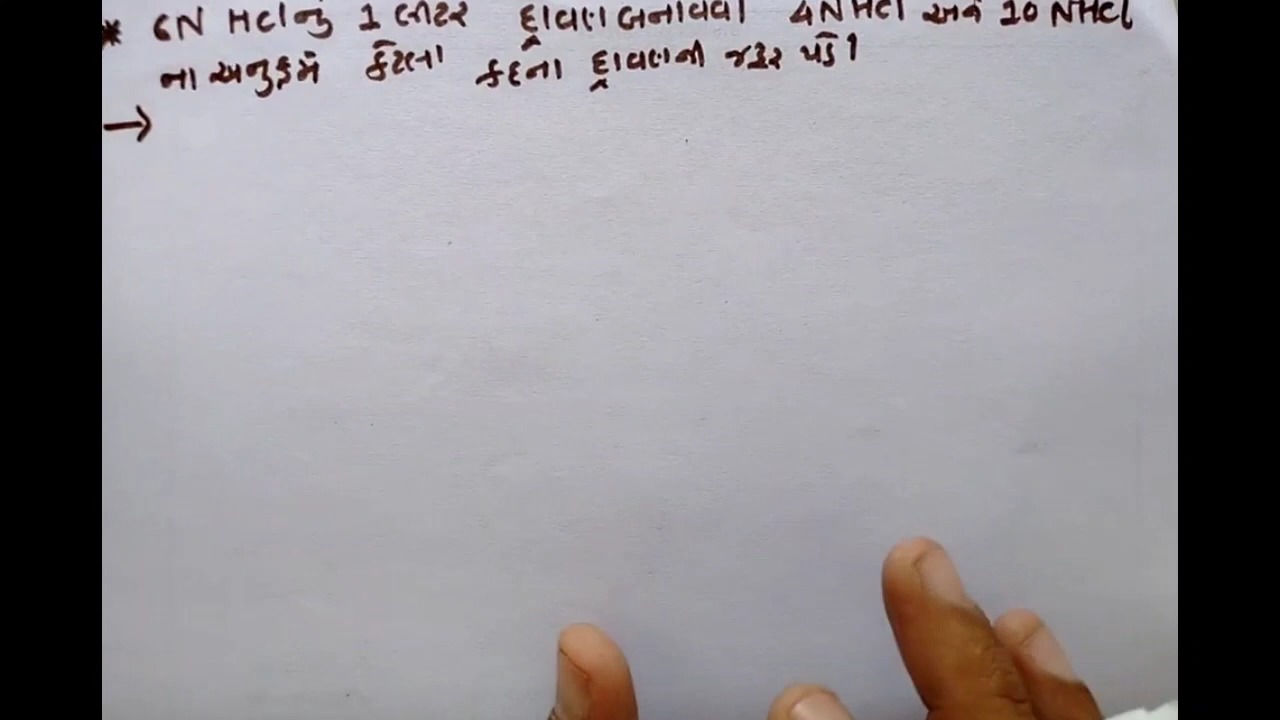 * 6N HClનું 1 લીટર દ્રાવણ બનાવવા 4N HCl અને 10 NHCl
ના અનુક્રમે કેટલા કદના દ્રાવણની જરૂર પડે ?
→